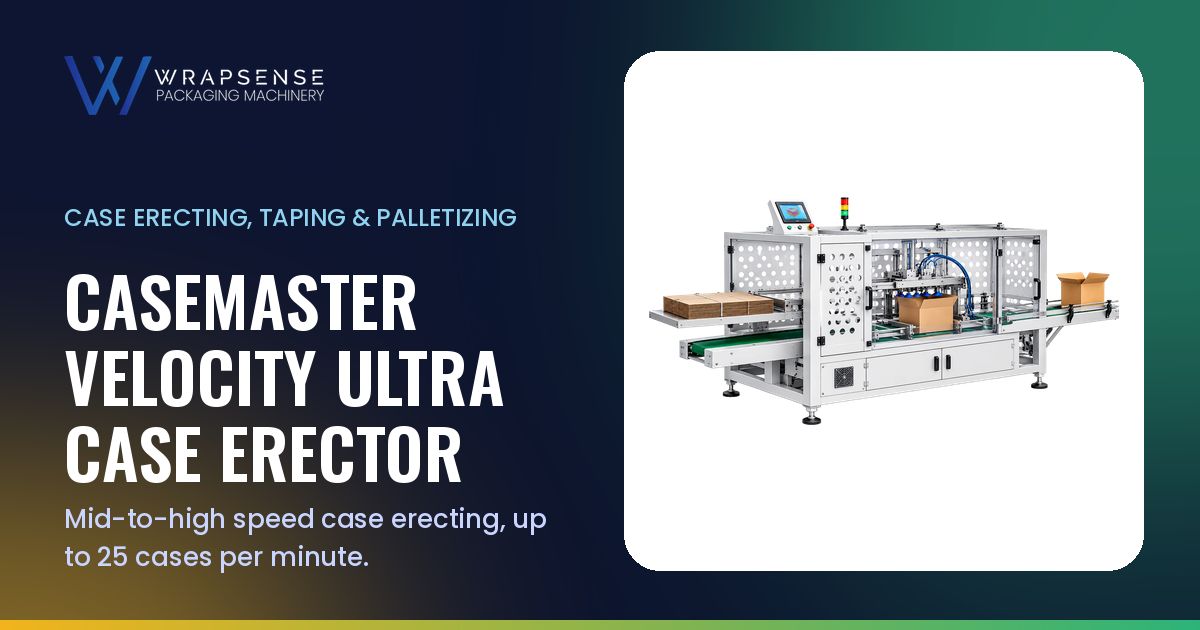 WRAPSENSE
PACKAGING MACHINERY
CASE ERECTING, TAPING & PALLETIZING
CASEMASTER
VELOCITY ULTRA
CASE ERECTOR
Mid-to-high speed case erecting, up
to 25 cases per minute.